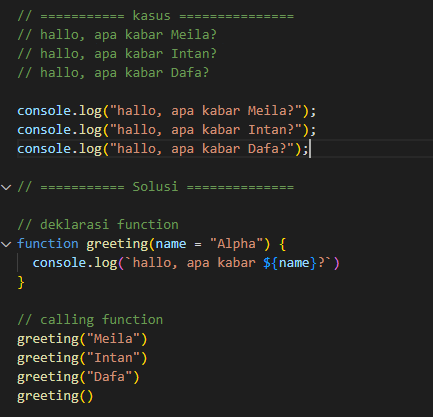 // =========== kasus ===============
// hallo, apa kabar Meila?
// hallo, apa kabar Intan?
// hallo, apa kabar Dafa?
console.log("hallo, apa kabar Meila?");
console.log("hallo, apa kabar Intan?");
console.log("hallo, apa kabar Dafa?");
// =========== Solusi ==============
// deklarasi function
function greeting(name = "Alpha") {
  console.log(`hallo, apa kabar ${name}?`)
}
// calling function
greeting("Meila")
greeting("Intan")
greeting("Dafa")
greeting()